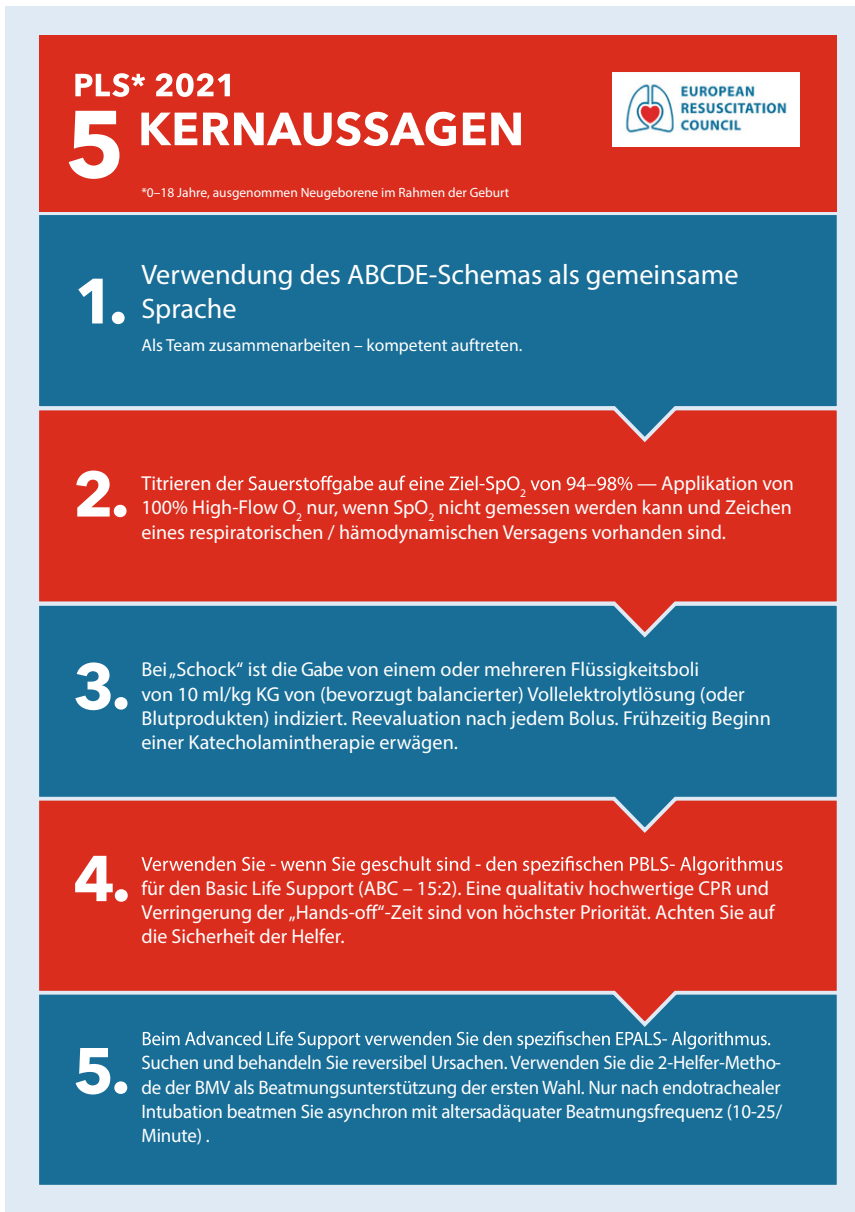 PLS* 2021
5 KERNAUSSAGEN
EUROPEAN
RESUSCITATION
COUNCIL
*0–18 Jahre, ausgenommen Neugeborene im Rahmen der Geburt
1.
Verwendung des ABCDE-Schemas als gemeinsame
Sprache
Als Team zusammenarbeiten – kompetent auftreten.
2.
Titrieren der Sauerstoffgabe auf eine Ziel-SpO₂ von 94–98% — Applikation von
100% High-Flow O₂ nur, wenn SpO₂ nicht gemessen werden kann und Zeichen
eines respiratorischen / hämodynamischen Versagens vorhanden sind.
3.
Bei „Schock“ ist die Gabe von einem oder mehreren Flüssigkeitsboli
von 10 ml/kg KG von (bevorzugt balancierter) Vollelektrolytlösung (oder
Blutprodukten) indiziert. Reevaluation nach jedem Bolus. Frühzeitig Beginn
einer Katecholamintherapie erwägen.
4.
Verwenden Sie - wenn Sie geschult sind - den spezifischen PBLS- Algorithmus
für den Basic Life Support (ABC – 15:2). Eine qualitativ hochwertige CPR und
Verringerung der „Hands-off“-Zeit sind von höchster Priorität. Achten Sie auf
die Sicherheit der Helfer.
5.
Beim Advanced Life Support verwenden Sie den spezifischen EPALS- Algorithmus.
Suchen und behandeln Sie reversibel Ursachen. Verwenden Sie die 2-Helfer-Metho-
de der BMV als Beatmungsunterstützung der ersten Wahl. Nur nach endotrachealer
Intubation beatmen Sie asynchron mit altersadäquater Beatmungsfrequenz (10-25/
Minute) .